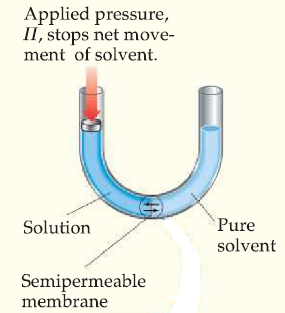 Applied pressure,
Π, stops net move-
ment of solvent.
Solution
Pure
solvent
Semipermeable
membrane